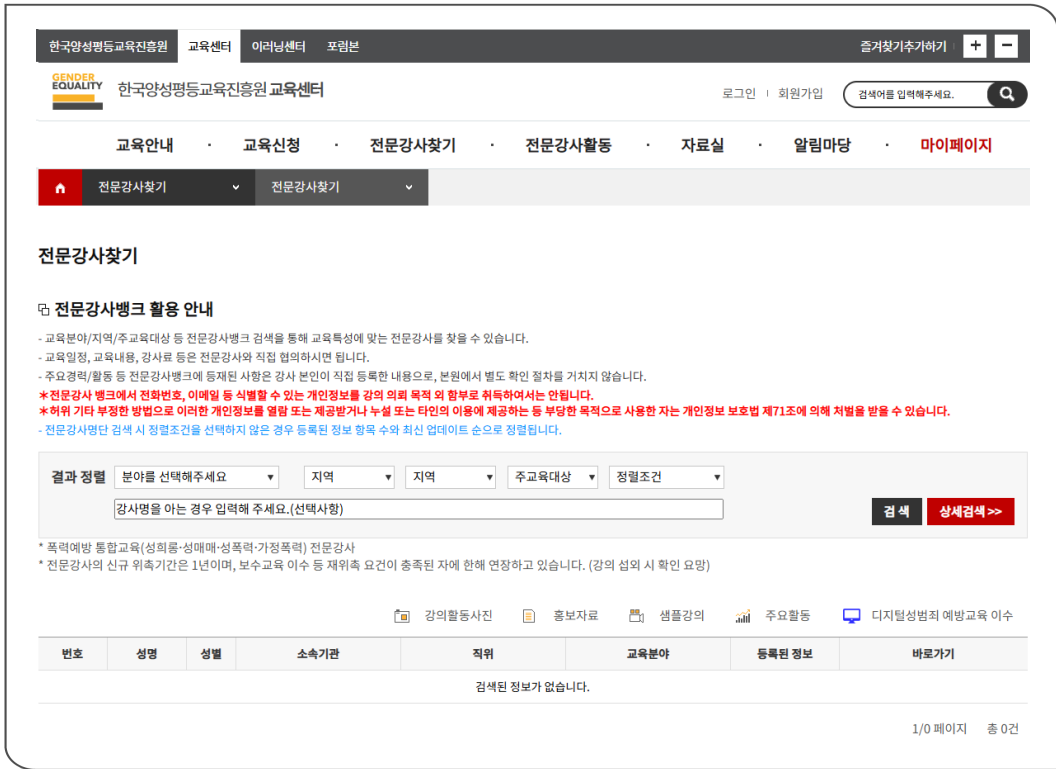 한국양성평등교육진흥원 교육센터 이러닝센터 포럼본 즐겨찾기추가하기 + −
GENDER
EQUALITY
한국양성평등교육진흥원 교육센터
로그인 회원가입 검색어를 입력해주세요.
교육안내 · 교육신청 · 전문강사찾기 · 전문강사활동 · 자료실 · 알림마당 · 마이페이지
전문강사찾기 전문강사찾기
전문강사찾기
전문강사뱅크 활용 안내
- 교육분야/지역/주교육대상 등 전문강사뱅크 검색을 통해 교육특성에 맞는 전문강사를 찾을 수 있습니다.
- 교육일정, 교육내용, 강사료 등은 전문강사와 직접 협의하시면 됩니다.
- 주요경력/활동 등 전문강사뱅크에 등재된 사항은 강사 본인이 직접 등록한 내용으로, 본원에서 별도 확인 절차를 거치지 않습니다.
＊전문강사 뱅크에서 전화번호, 이메일 등 식별할 수 있는 개인정보를 강의 의뢰 목적 외 함부로 취득하여서는 안됩니다.
＊허위 기타 부정한 방법으로 이러한 개인정보를 열람 또는 제공받거나 누설 또는 타인의 이용에 제공하는 등 부당한 목적으로 사용한 자는 개인정보 보호법 제71조에 의해 처벌을 받을 수 있습니다.
- 전문강사명단 검색 시 정렬조건을 선택하지 않은 경우 등록된 정보 항목 수와 최신 업데이트 순으로 정렬됩니다.
결과 정렬 분야를 선택해주세요 지역 지역 주교육대상 정렬조건
강사명을 아는 경우 입력해 주세요.(선택사항)
검 색 상세검색 >>
* 폭력예방 통합교육(성희롱·성매매·성폭력·가정폭력) 전문강사
* 전문강사의 신규 위촉기간은 1년이며, 보수교육 이수 등 재위촉 요건이 충족된 자에 한해 연장하고 있습니다. (강의 섭외 시 확인 요망)
강의활동사진 홍보자료 샘플강의 주요활동 디지털성범죄 예방교육 이수
번호 성명 성별 소속기관 직위 교육분야 등록된 정보 바로가기
검색된 정보가 없습니다.
1/0 페이지 총 0건